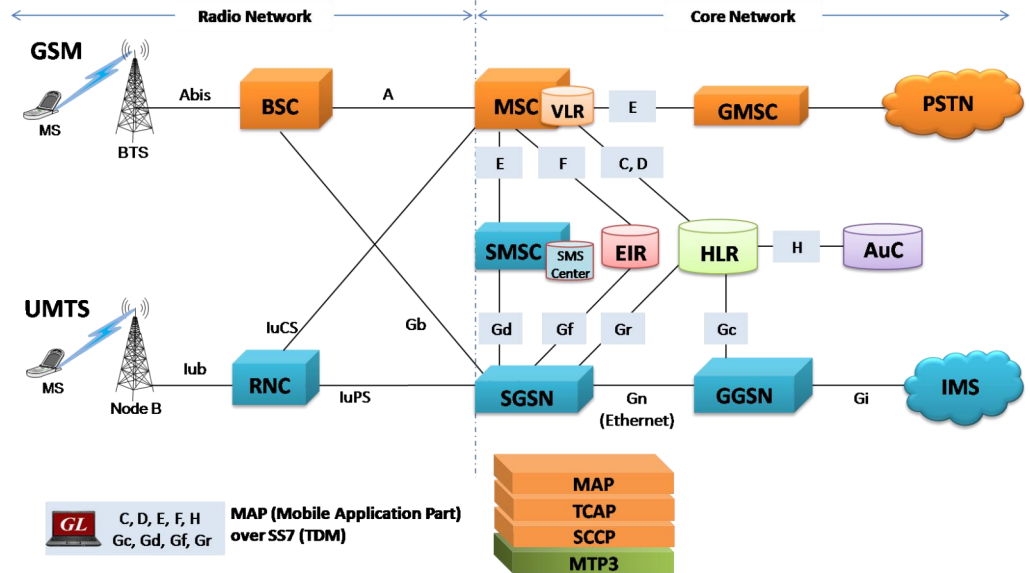 Radio Network
Core Network
GSM
MS
BTS
Abis
BSC
A
MSC
VLR
E
GMSC
PSTN
E
F
C, D
SMSC
SMS
Center
EIR
HLR
H
AuC
UMTS
MS
Node B
Iub
IuCS
RNC
IuPS
Gb
Gd
Gf
Gr
Gc
SGSN
Gn
(Ethernet)
GGSN
Gi
IMS
GL
C, D, E, F, H
Gc, Gd, Gf, Gr
MAP (Mobile Application Part)
over SS7 (TDM)
MAP
TCAP
SCCP
MTP3